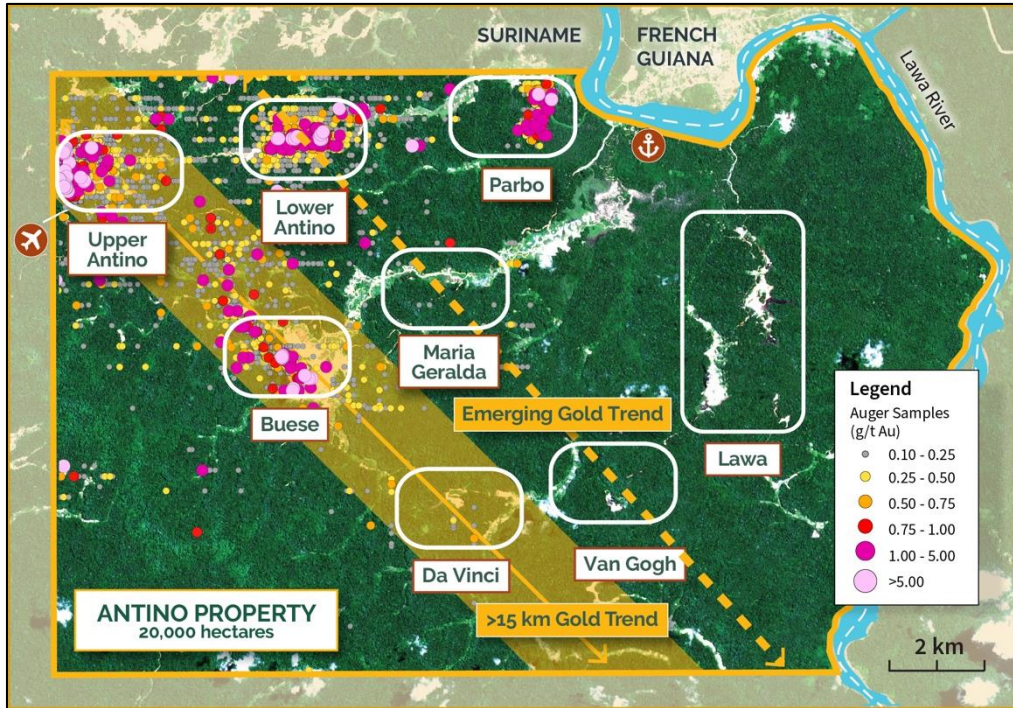 SURINAME
FRENCH
GUIANA
Lawa River
Parbo
Lower
Antino
Upper
Antino
Maria
Geralda
Buese
Emerging Gold Trend
Lawa
Da Vinci
Van Gogh
>15 km Gold Trend
ANTINO PROPERTY
20,000 hectares
Legend
Auger Samples
(g/t Au)
0.10 - 0.25
0.25 - 0.50
0.50 - 0.75
0.75 - 1.00
1.00 - 5.00
>5.00
2 km